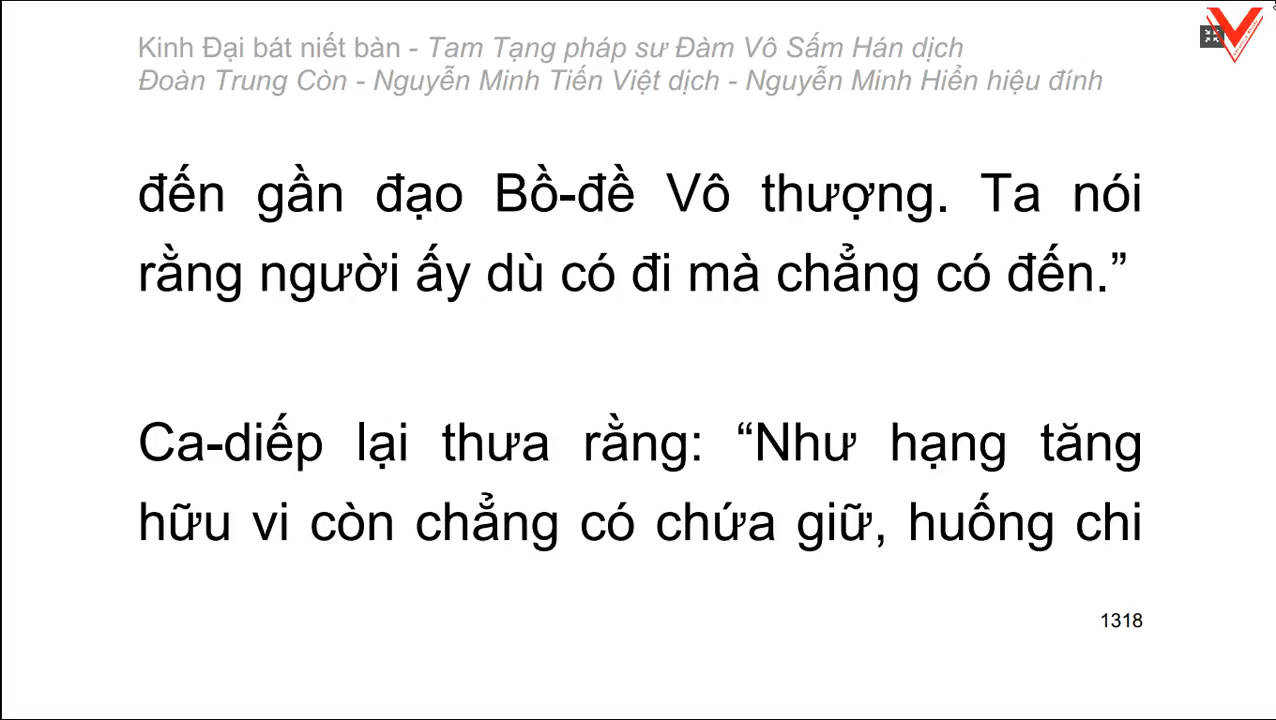 Kinh Đại bát niết bàn - Tam Tạng pháp sư Đàm Vô Sấm Hán dịch
Đoàn Trung Còn - Nguyễn Minh Tiến Việt dịch - Nguyễn Minh Hiển hiệu đính
đến gần đạo Bồ-đề Vô thượng. Ta nói
rằng người ấy dù có đi mà chẳng có đến.”
Ca-diếp lại thưa rằng: “Như hạng tăng
hữu vi còn chẳng có chứa giữ, huống chi
1318